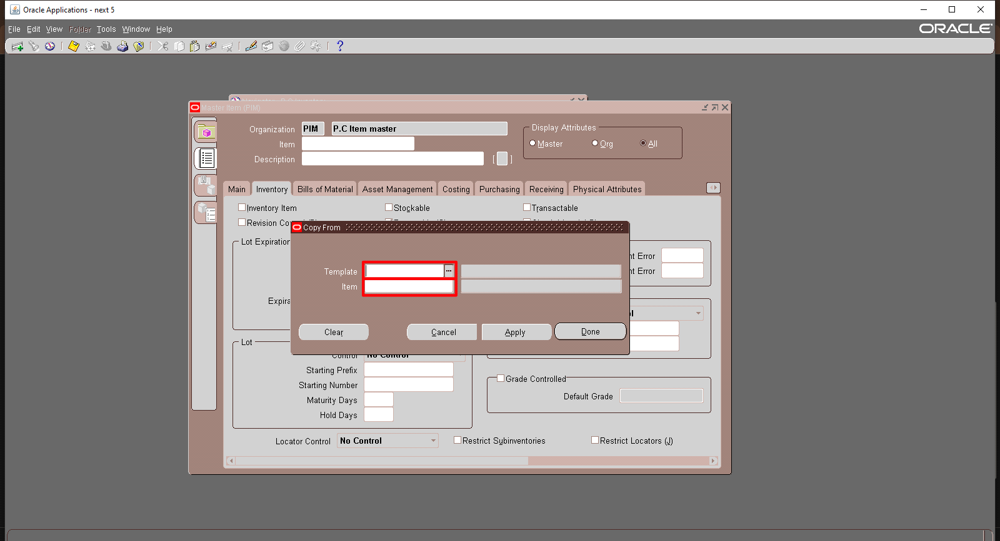 Oracle Applications - next 5
File Edit View Folder Tools Window Help
ORACLE
Master Item (PIM)
Organization PIM P.C Item master
Item
Description
[ ]
Display Attributes
Master Org All
Main Inventory Bills of Material Asset Management Costing Purchasing Receiving Physical Attributes
Inventory Item Stockable Transactable
Revision Co
Copy From
Lot Expiration
Template
Item
nt Error
nt Error
Expira
Clear Cancel Apply Done
Lot
Control No Control
Starting Prefix
Starting Number
Maturity Days
Hold Days
Grade Controlled
Default Grade
Locator Control No Control Restrict Subinventories Restrict Locators (J)